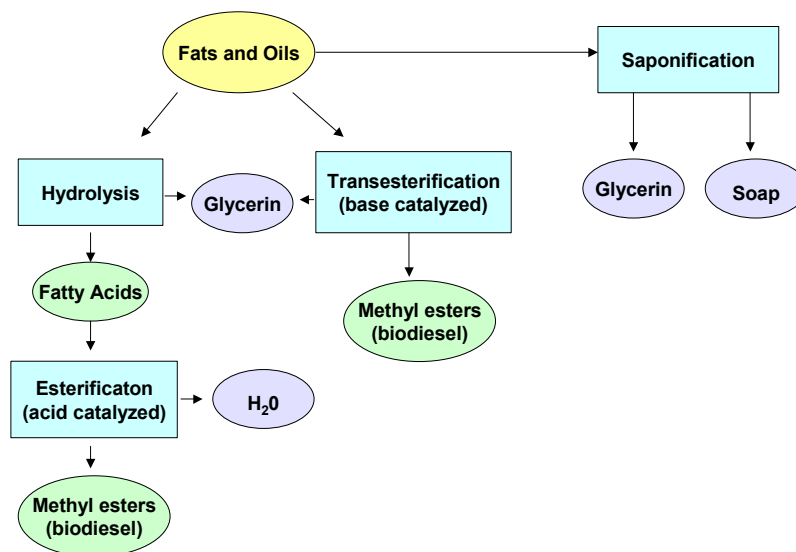 Fats and Oils
Saponification
Hydrolysis
Glycerin
Transesterification
(base catalyzed)
Glycerin
Soap
Fatty Acids
Methyl esters
(biodiesel)
Esterificaton
(acid catalyzed)
H₂0
Methyl esters
(biodiesel)